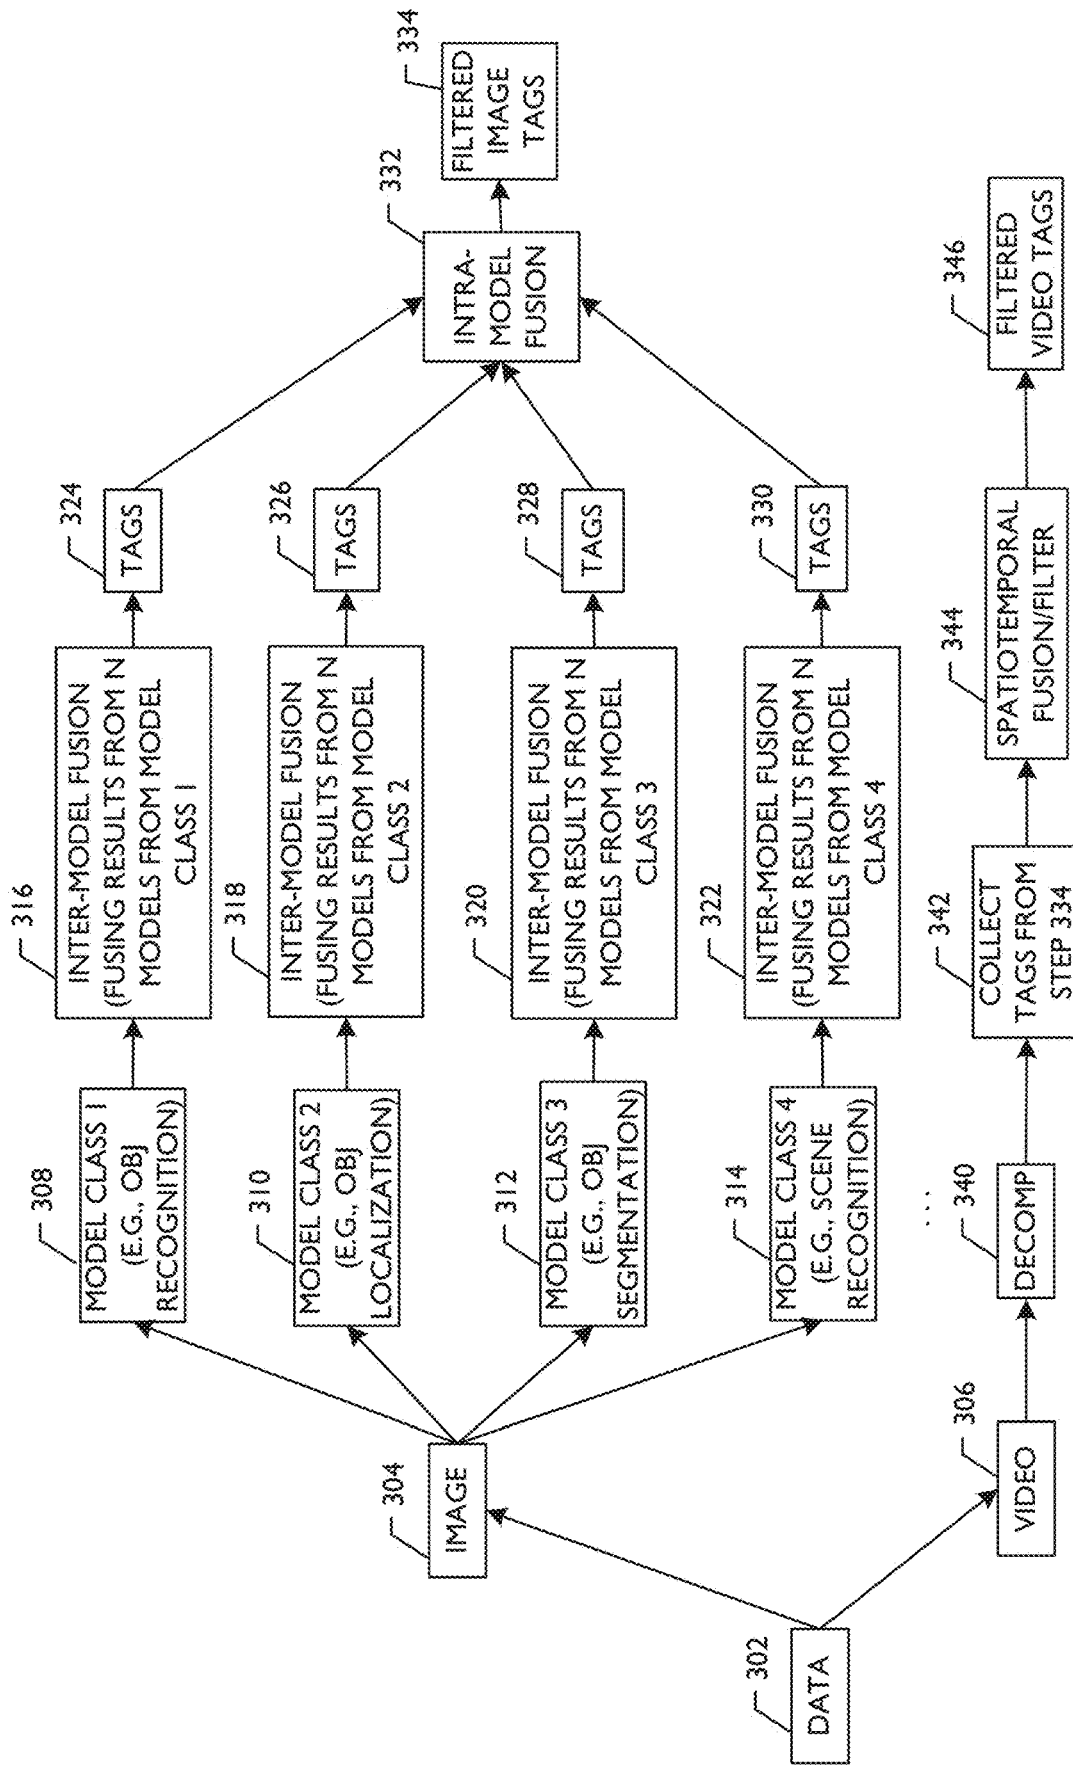 302
DATA
304
IMAGE
306
VIDEO
308
MODEL CLASS 1
(E.G., OBJ
RECOGNITION)
310
MODEL CLASS 2
(E.G., OBJ
LOCALIZATION)
312
MODEL CLASS 3
(E.G., OBJ
SEGMENTATION)
314
MODEL CLASS 4
(E.G., SCENE
RECOGNITION)
...
316
INTER-MODEL FUSION
(FUSING RESULTS FROM N
MODELS FROM MODEL
CLASS 1
318
INTER-MODEL FUSION
(FUSING RESULTS FROM N
MODELS FROM MODEL
CLASS 2
320
INTER-MODEL FUSION
(FUSING RESULTS FROM N
MODELS FROM MODEL
CLASS 3
322
INTER-MODEL FUSION
(FUSING RESULTS FROM N
MODELS FROM MODEL
CLASS 4
324
TAGS
326
TAGS
328
TAGS
330
TAGS
332
INTRA-
MODEL
FUSION
334
FILTERED
IMAGE
TAGS
340
DECOMP
342
COLLECT
TAGS FROM
STEP 334
344
SPATIOTEMPORAL
FUSION/FILTER
346
FILTERED
VIDEO TAGS